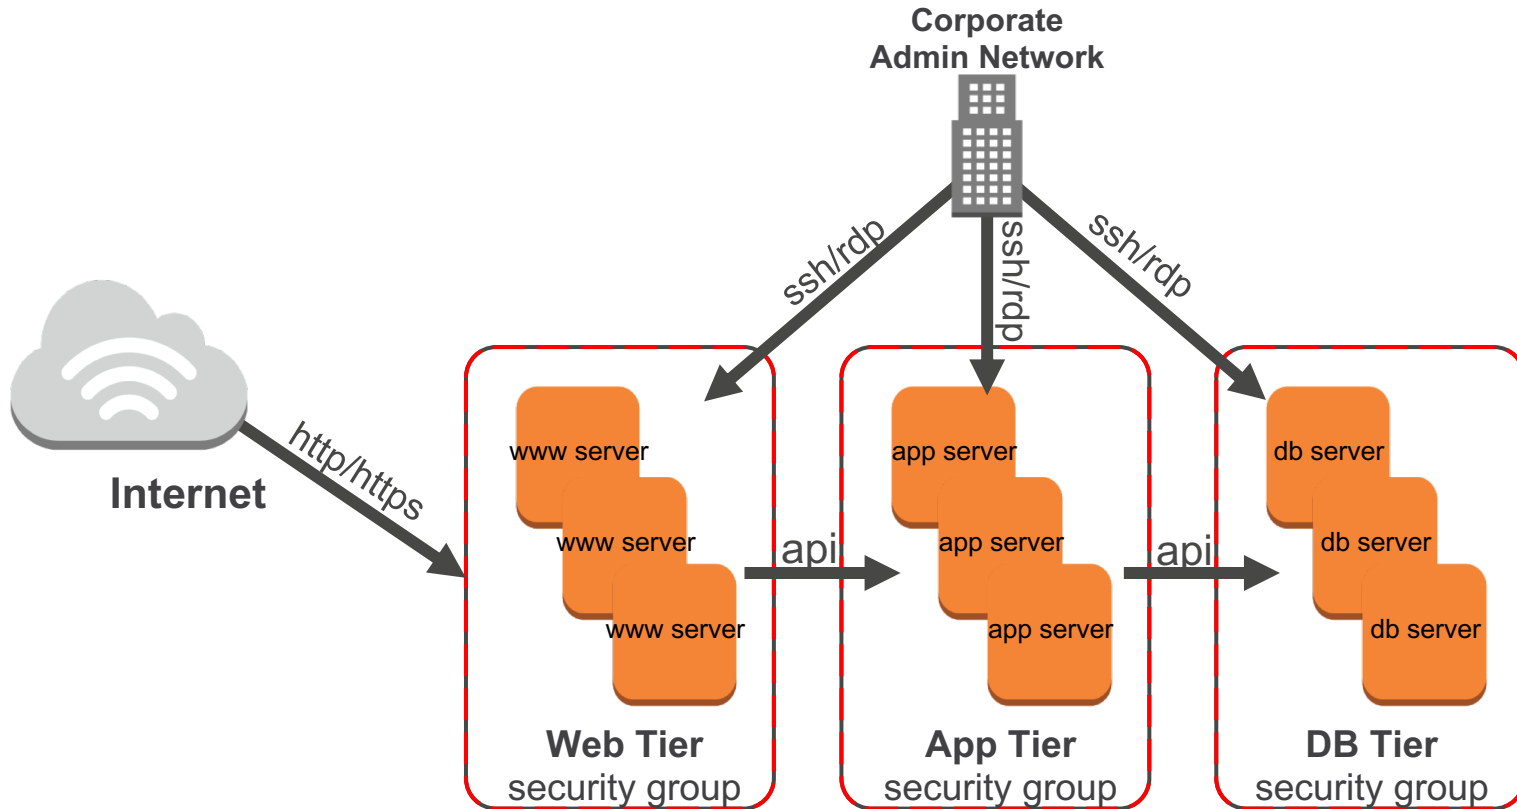 Corporate
Admin Network
ssh/rdp
ssh/rdp
ssh/rdp
Internet
http/https
www server
www server
www server
api
app server
app server
app server
api
db server
db server
db server
Web Tier
security group
App Tier
security group
DB Tier
security group